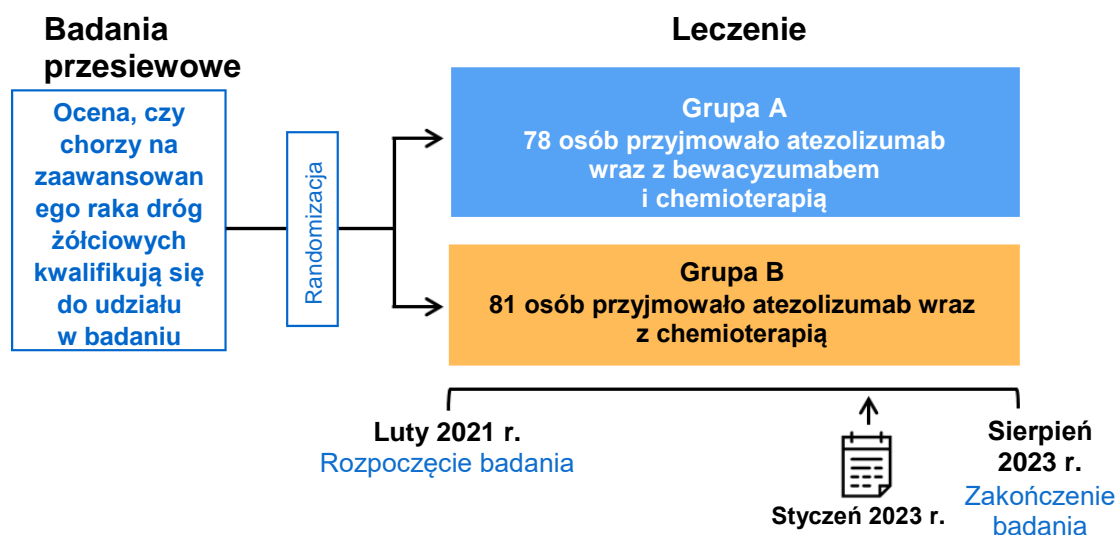 Badania
przesiewowe
Leczenie
Ocena, czy
chorzy na
zaawansowan
ego raka dróg
żółciowych
kwalifikują się
do udziału
w badaniu
Randomizacja
Grupa A
78 osób przyjmowało atezolizumab
wraz z bewacyzumabem
i chemioterapią
Grupa B
81 osób przyjmowało atezolizumab wraz
z chemioterapią
Luty 2021 r.
Rozpoczęcie badania
Styczeń 2023 r.
Sierpień
2023 r.
Zakończenie
badania